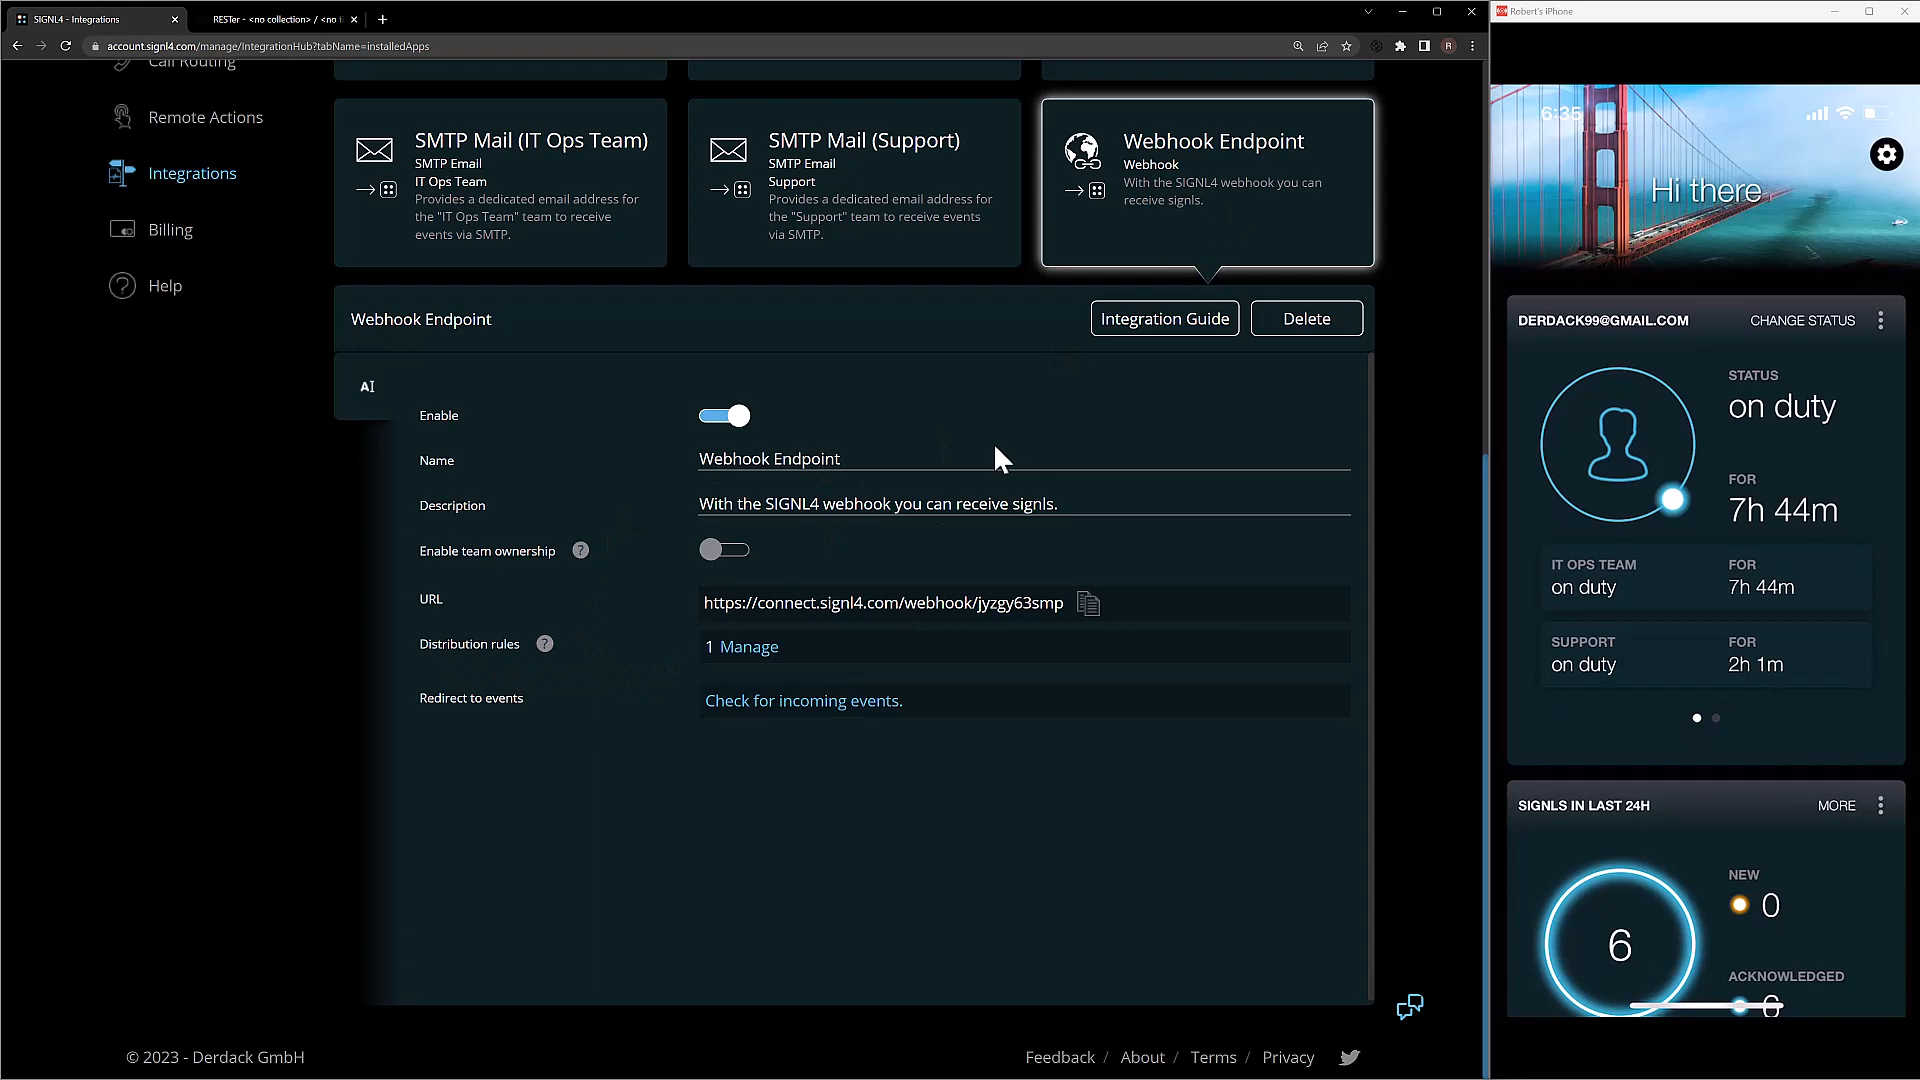 SIGNL4 - Integrations
RESTer - <no collection> / <no ti
Robert's iPhone
account.signl4.com/manage/IntegrationHub?tabName=installedApps
R
Call Routing
Remote Actions
Integrations
Billing
Help
SMTP Mail (IT Ops Team)
SMTP Email
IT Ops Team
Provides a dedicated email address for
the "IT Ops Team" team to receive
events via SMTP.
SMTP Mail (Support)
SMTP Email
Support
Provides a dedicated email address for
the "Support" team to receive events
via SMTP.
Webhook Endpoint
Webhook
With the SIGNL4 webhook you can
receive signls.
Webhook Endpoint
Integration Guide
Delete
AI
Enable
Name
Webhook Endpoint
Description
With the SIGNL4 webhook you can receive signls.
Enable team ownership ?
URL
https://connect.signl4.com/webhook/jyzgy63smp
Distribution rules ?
1 Manage
Redirect to events
Check for incoming events.
© 2023 - Derdack GmbH
Feedback / About / Terms / Privacy
6:35
Hi there
DERDACK99@GMAIL.COM
CHANGE STATUS
STATUS
on duty
FOR
7h 44m
IT OPS TEAM
on duty
FOR
7h 44m
SUPPORT
on duty
FOR
2h 1m
SIGNLS IN LAST 24H
MORE
6
NEW
0
ACKNOWLEDGED
6